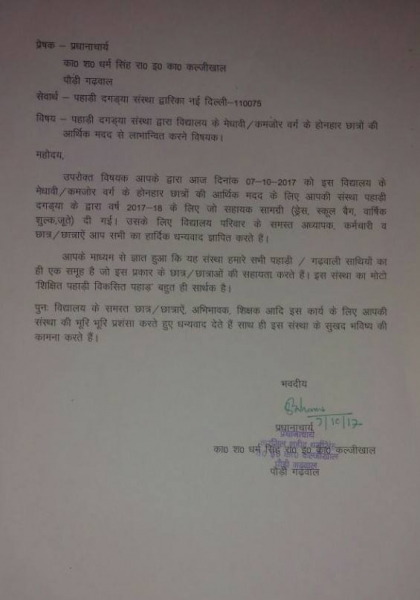 प्रेषक – प्रधानाचार्य
का0 श0 धर्म सिंह रा0 इ0 का0 कल्जीखाल
पौड़ी गढ़वाल
सेवार्थ – पहाडी दगड्या संस्था द्वारिका नई दिल्ली–110075
विषय – पहाडी दगड्या संस्था द्वारा विद्यालय के मेधावी/कमजोर वर्ग के होनहार छात्रों की
आर्थिक मदद से लाभान्वित करने विषयक।
महोदय,
उपरोक्त विषयक आपके द्वारा आज दिनांक 07-10-2017 को इस विद्यालय के
मेधावी/कमजोर वर्ग के होनहार छात्रों की आर्थिक मदद के लिए आपकी संस्था पहाडी
दगड्या के द्वारा वर्ष 2017-18 के लिए जो सहायक सामग्री (ड्रेस, स्कूल बैग, वार्षिक
शुल्क,जूते) दी गई। उसके लिए विद्यालय परिवार के समस्त अध्यापक, कर्मचारी व
छात्र/छात्राऐं आप सभी का हार्दिक धन्यवाद ज्ञापित करते है।
आपके माध्यम से ज्ञात हुआ कि यह संस्था हमारे सभी पहाडी / गढ़वाली साथियों का
ही एक समूह है जो इस प्रकार के छात्र/छात्राओं की सहायता करते है। इस संस्था का मोटो
'शिक्षित पहाडी विकसित पहाड' बहुत ही सार्थक है।
पुनः विद्यालय के समस्त छात्र/छात्राऐं, अभिभावक, शिक्षक आदि इस कार्य के लिए आपकी
संस्था की भूरि भूरि प्रशंसा करते हुए धन्यवाद देते हैं साथ ही इस संस्था के सुखद भविष्य की
कामना करते हैं।
भवदीय
7/10/17
प्रधानाचार्य
प्रधानाचार्य
का0 श0 धर्म सिंह रा0 इ0 का0 कल्जीखाल
पौड़ी गढ़वाल
पौड़ी गढ़वाल